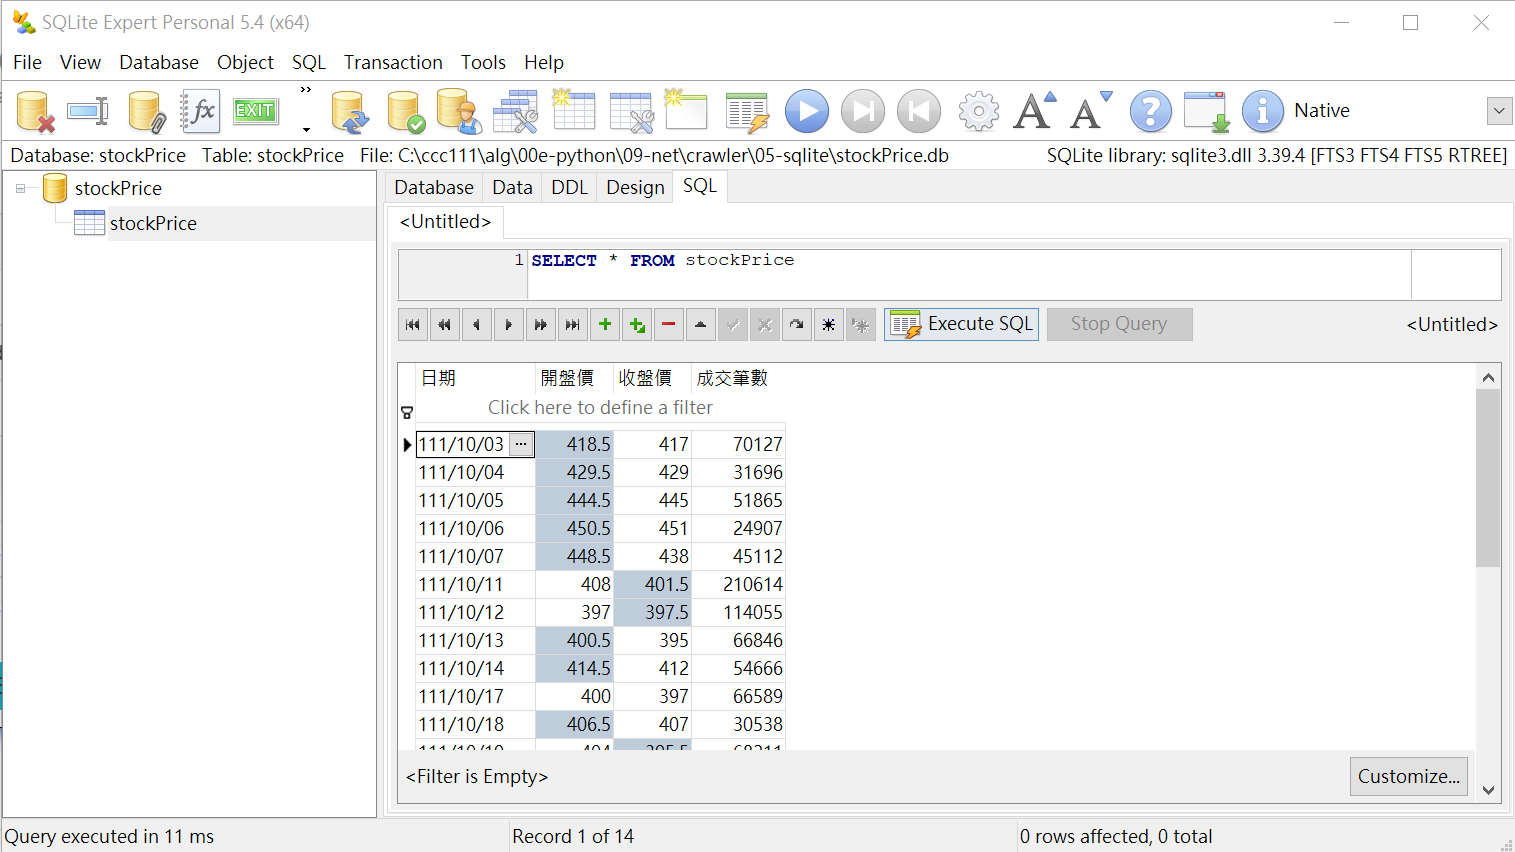 SQLite Expert Personal 5.4 (x64)
File View Database Object SQL Transaction Tools Help
fx EXIT A A ? i Native
Database: stockPrice Table: stockPrice File: C:\ccc111\alg\00e-python\09-net\crawler\05-sqlite\stockPrice.db SQLite library: sqlite3.dll 3.39.4 [FTS3 FTS4 FTS5 RTREE]
stockPrice
stockPrice
Database Data DDL Design SQL
<Untitled>
1 SELECT * FROM stockPrice
Execute SQL Stop Query <Untitled>
日期 開盤價 收盤價 成交筆數
Click here to define a filter
111/10/03 ... 418.5 417 70127
111/10/04 429.5 429 31696
111/10/05 444.5 445 51865
111/10/06 450.5 451 24907
111/10/07 448.5 438 45112
111/10/11 408 401.5 210614
111/10/12 397 397.5 114055
111/10/13 400.5 395 66846
111/10/14 414.5 412 54666
111/10/17 400 397 66589
111/10/18 406.5 407 30538
<Filter is Empty> Customize...
Query executed in 11 ms Record 1 of 14 0 rows affected, 0 total